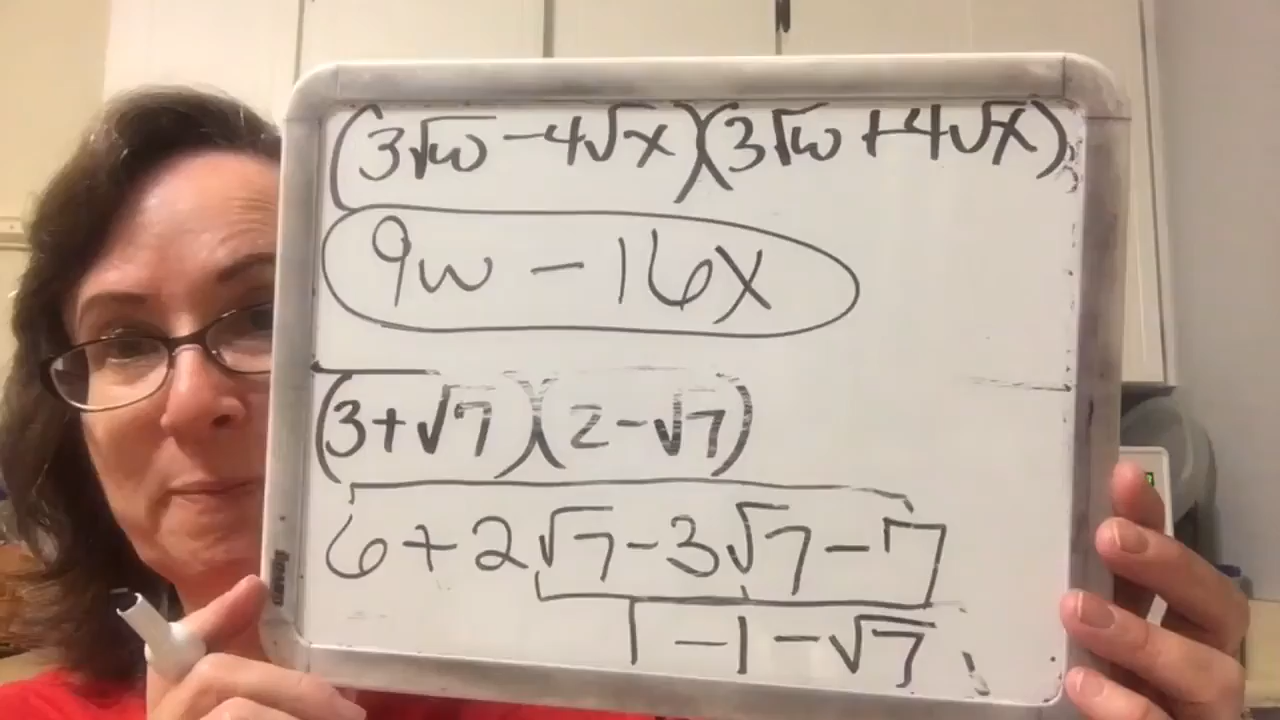 (3√w - 4√x)(3√w + 4√x)
9w - 16x
(3+√7)(2-√7)
6+2√7-3√7-7
-1-√7